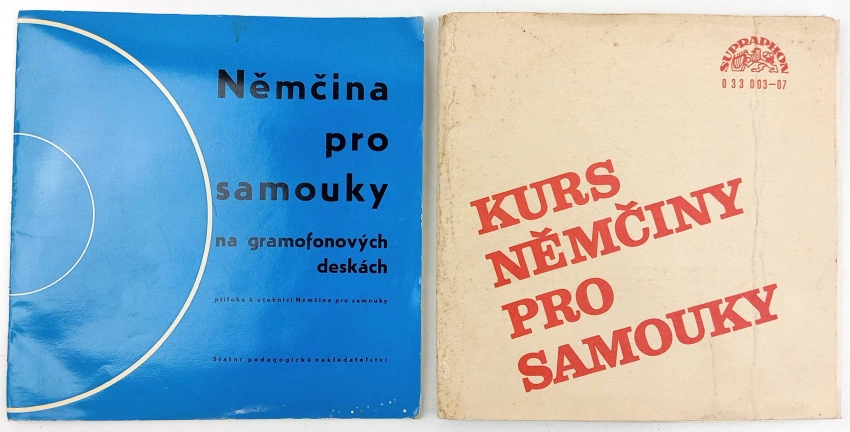 Němčina
pro
samouky
na gramofonových
deskách
příloha k učebnici Němčina pro samouky
Státní pedagogické nakladatelství
SUPRAPHON
0 33 003-07
KURS
NĚMČINY
PRO
SAMOUKY